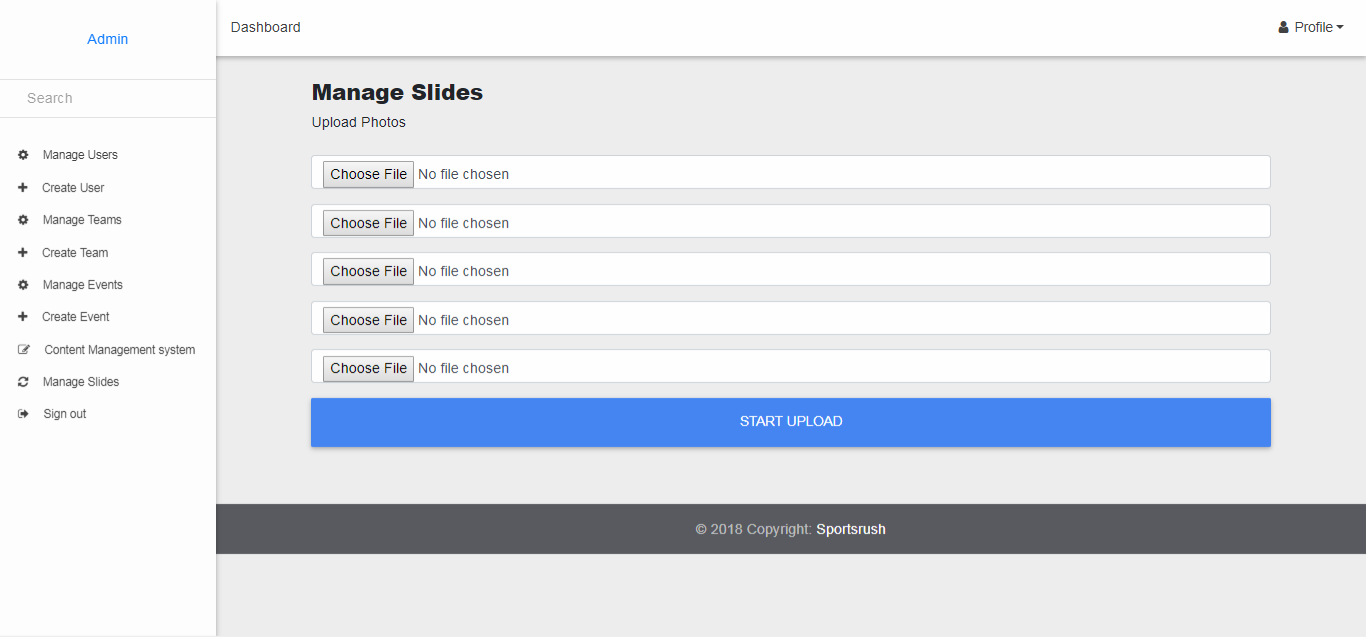 Admin
Search
Manage Users
Create User
Manage Teams
Create Team
Manage Events
Create Event
Content Management system
Manage Slides
Sign out
Dashboard
Profile
Manage Slides
Upload Photos
Choose File No file chosen
Choose File No file chosen
Choose File No file chosen
Choose File No file chosen
Choose File No file chosen
START UPLOAD
© 2018 Copyright: Sportsrush